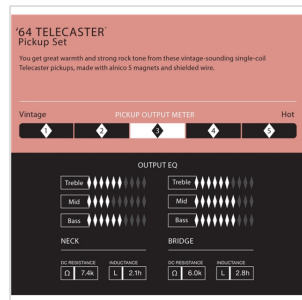 '64 TELECASTER®
Pickup Set
You get great warmth and strong rock tone from these vintage-sounding single-coil
Telecaster pickups, made with alnico 5 magnets and shielded wire.
Vintage PICKUP OUTPUT METER Hot
1 2 3 4 5
OUTPUT EQ
Treble Treble
Mid Mid
Bass Bass
NECK BRIDGE
DC RESISTANCE INDUCTANCE DC RESISTANCE INDUCTANCE
Ω 7.4k L 2.1h Ω 6.0k L 2.8h